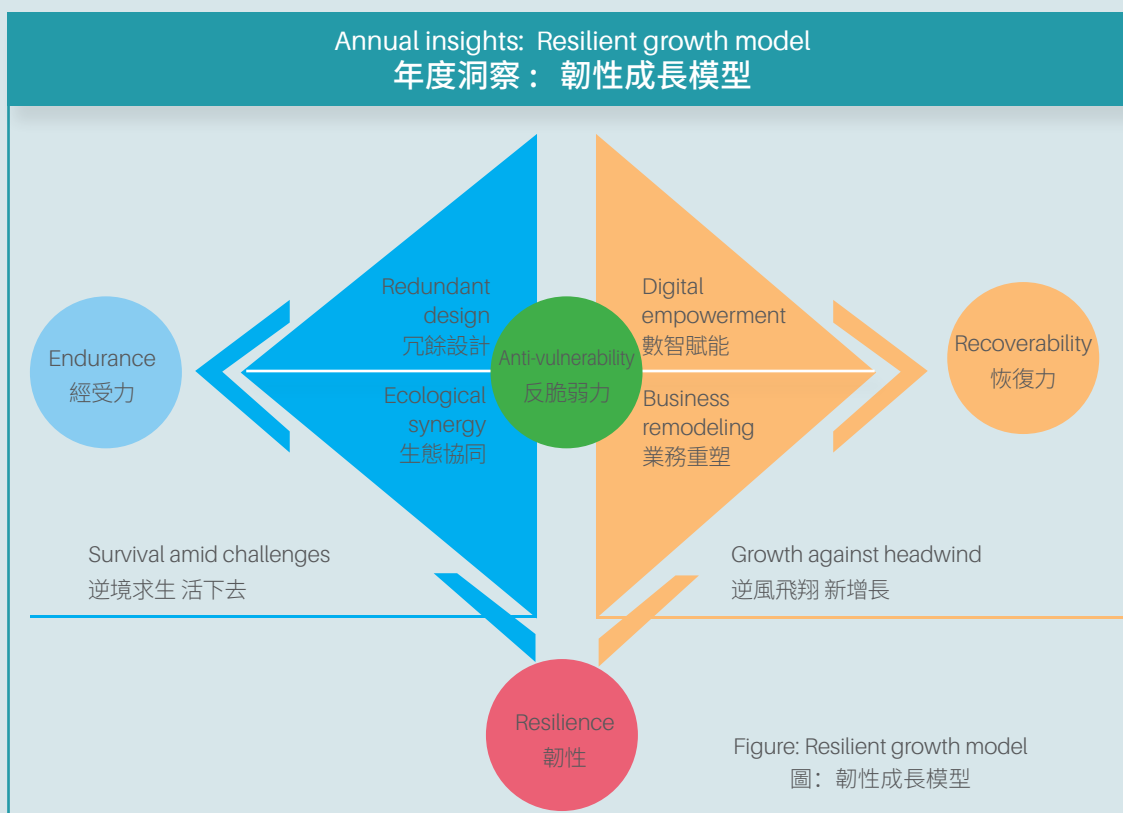 Annual insights: Resilient growth model
年度洞察： 韌性成長模型
Redundant
design
冗餘設計
Digital
empowerment
數智賦能
Endurance
經受力
Anti-vulnerability
反脆弱力
Recoverability
恢復力
Ecological
synergy
生態協同
Business
remodeling
業務重塑
Survival amid challenges
逆境求生 活下去
Growth against headwind
逆風飛翔 新增長
Resilience
韌性
Figure: Resilient growth model
圖：韌性成長模型